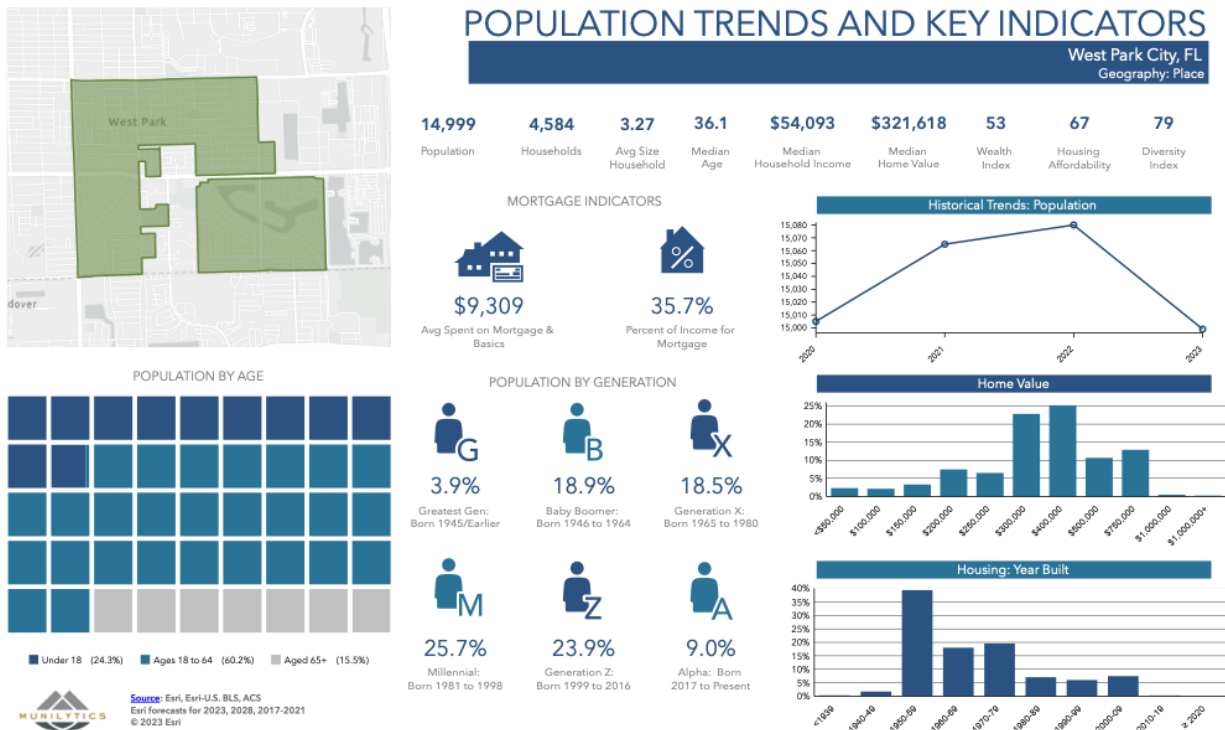 POPULATION TRENDS AND KEY INDICATORS
West Park City, FL
Geography: Place
West Park
dover
14,999
Population
4,584
Households
3.27
Avg Size
Household
36.1
Median
Age
$54,093
Median
Household Income
$321,618
Median
Home Value
53
Wealth
Index
67
Housing
Affordability
79
Diversity
Index
MORTGAGE INDICATORS
%
$9,309
Avg Spent on Mortgage &
Basics
35.7%
Percent of Income for
Mortgage
Historical Trends: Population
15,080
15,070
15,060
15,050
15,040
15,030
15,020
15,010
15,000
2020
2021
2022
2023
POPULATION BY AGE
Under 18 (24.3%)
Ages 18 to 64 (60.2%)
Aged 65+ (15.5%)
POPULATION BY GENERATION
G
3.9%
Greatest Gen:
Born 1945/Earlier
B
18.9%
Baby Boomer:
Born 1946 to 1964
X
18.5%
Generation X:
Born 1965 to 1980
M
25.7%
Millennial:
Born 1981 to 1998
Z
23.9%
Generation Z:
Born 1999 to 2016
A
9.0%
Alpha: Born
2017 to Present
Home Value
25%
20%
15%
10%
5%
0%
<$50,000
$100,000
$150,000
$200,000
$250,000
$300,000
$400,000
$500,000
$750,000
$1,000,000
$1,000,000+
Housing: Year Built
40%
35%
30%
25%
20%
15%
10%
5%
0%
<1939
1940-49
1950-59
1960-69
1970-79
1980-89
1990-99
2000-09
2010-19
≥ 2020
MUNILYTICS
Source: Esri, Esri-U.S. BLS, ACS
Esri forecasts for 2023, 2028, 2017-2021
© 2023 Esri